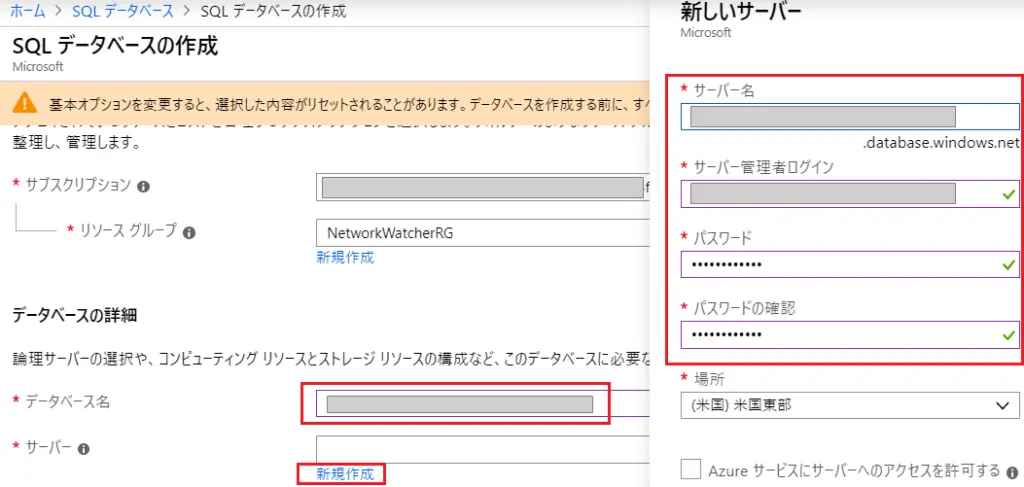 ホーム > SQL データベース > SQL データベースの作成
SQL データベースの作成
Microsoft
基本オプションを変更すると、選択した内容がリセットされることがあります。データベースを作成する前に、すべ
整理し、管理します。
* サブスクリプション
* リソース グループ
NetworkWatcherRG
新規作成
データベースの詳細
論理サーバーの選択や、コンピューティング リソースとストレージ リソースの構成など、このデータベースに必要な
* データベース名
* サーバー
新規作成
新しいサーバー
Microsoft
* サーバー名
.database.windows.net
* サーバー管理者ログイン
* パスワード
••••••••••••
* パスワードの確認
••••••••••••
* 場所
(米国) 米国東部
Azure サービスにサーバーへのアクセスを許可する